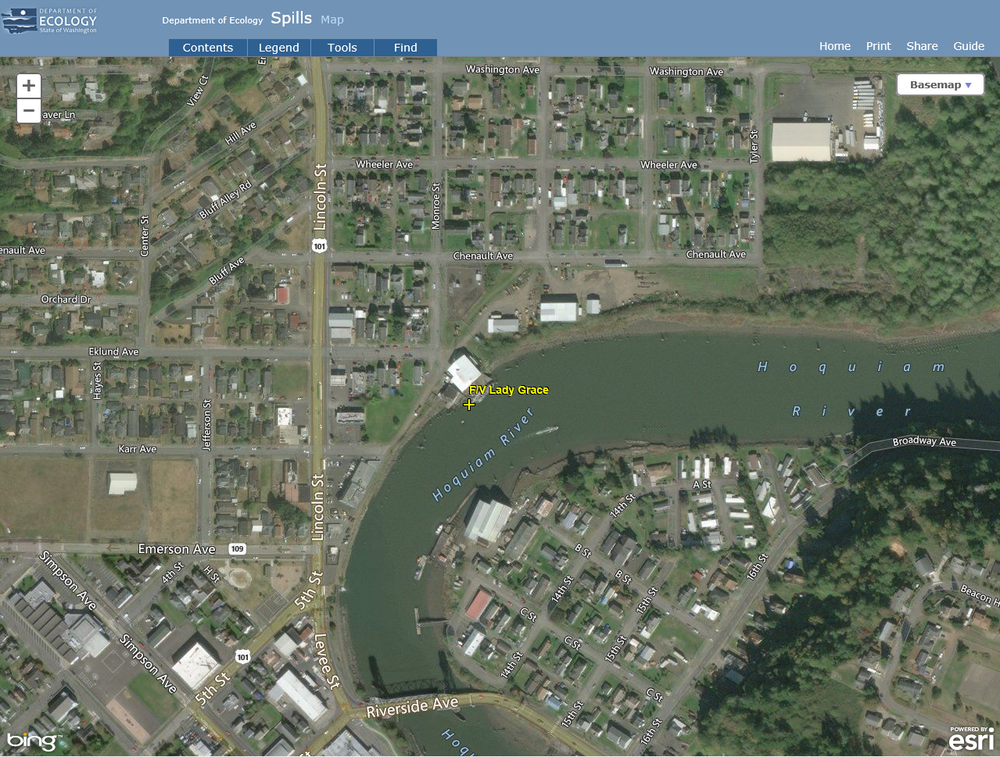 DEPARTMENT OF
ECOLOGY
State of Washington
Department of Ecology Spills Map
Contents Legend Tools Find
Home Print Share Guide
+
−
Basemap
Washington Ave
Washington Ave
View Ct
eaver Ln
Hill Ave
Tyler St
Wheeler Ave
Wheeler Ave
Lincoln St
Bluff Alley Rd
Monroe St
Center St
101
enault Ave
Chenault Ave
Chenault Ave
Bluff Ave
Orchard Dr
Eklund Ave
Hayes St
Hoquiam
River
F/V Lady Grace
Hoquiam River
Jefferson St
Karr Ave
Broadway Ave
Lincoln St
A St
14th St
Emerson Ave
109
Simpson Ave
4th St
H St
B St
B St
16th St
5th St
14th St
15th St
Beacon H
C St
C St
Levee St
Simpson Ave
101
15th St
14th St
5th St
C St
Riverside Ave
15th St
16th St
Hoqu
St
bing™
POWERED BY
esri